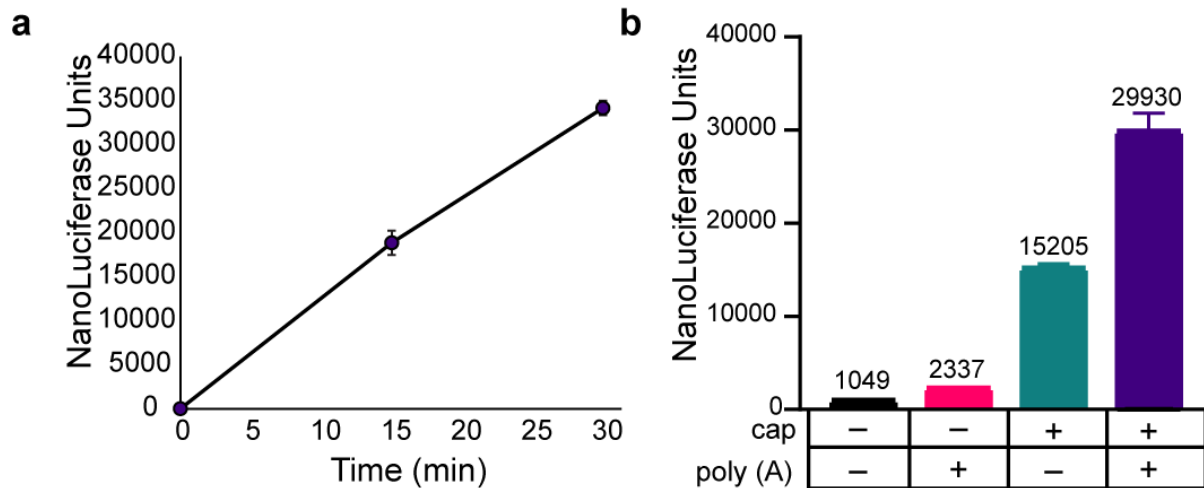 a
NanoLuciferase Units
40000
35000
30000
25000
20000
15000
10000
5000
0
0 5 10 15 20 25 30
Time (min)
b
NanoLuciferase Units
40000
30000
20000
10000
0
1049
2337
15205
29930
cap − − + +
poly (A) − + − +